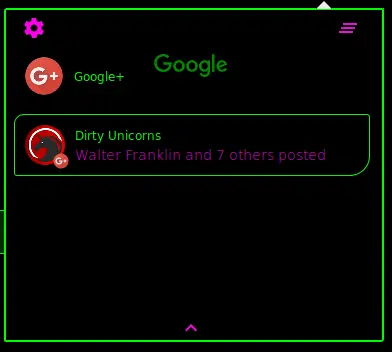 Google
G+ Google+
Dirty Unicorns
G+
Walter Franklin and 7 others posted